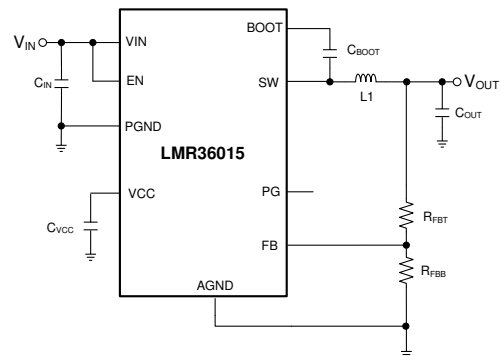 BOOT
VIN
VIN
CBOOT
CIN
EN
SW
VOUT
L1
COUT
PGND
LMR36015
VCC
PG
CVCC
RFBT
FB
RFBB
AGND